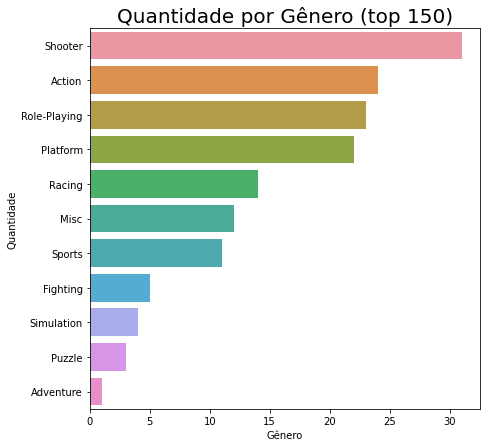 Quantidade por Gênero (top 150)
Shooter
Action
Role-Playing
Platform
Racing
Misc
Sports
Fighting
Simulation
Puzzle
Adventure
Quantidade
0 5 10 15 20 25 30
Gênero